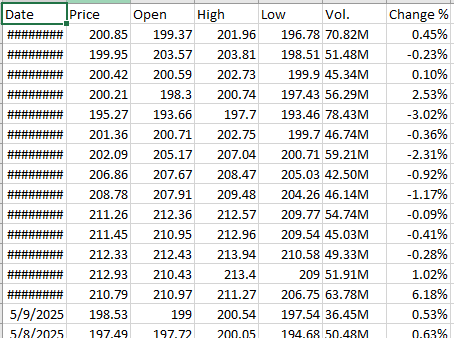 Date Price Open High Low Vol. Change %
######## 200.85 199.37 201.96 196.78 70.82M 0.45%
######## 199.95 203.57 203.81 198.51 51.48M -0.23%
######## 200.42 200.59 202.73 199.9 45.34M 0.10%
######## 200.21 198.3 200.74 197.43 56.29M 2.53%
######## 195.27 193.66 197.7 193.46 78.43M -3.02%
######## 201.36 200.71 202.75 199.7 46.74M -0.36%
######## 202.09 205.17 207.04 200.71 59.21M -2.31%
######## 206.86 207.67 208.47 205.03 42.50M -0.92%
######## 208.78 207.91 209.48 204.26 46.14M -1.17%
######## 211.26 212.36 212.57 209.77 54.74M -0.09%
######## 211.45 210.95 212.96 209.54 45.03M -0.41%
######## 212.33 212.43 213.94 210.58 49.33M -0.28%
######## 212.93 210.43 213.4 209 51.91M 1.02%
######## 210.79 210.97 211.27 206.75 63.78M 6.18%
5/9/2025 198.53 199 200.54 197.54 36.45M 0.53%
5/8/2025 197.49 197.72 200.05 194.68 50.48M 0.63%